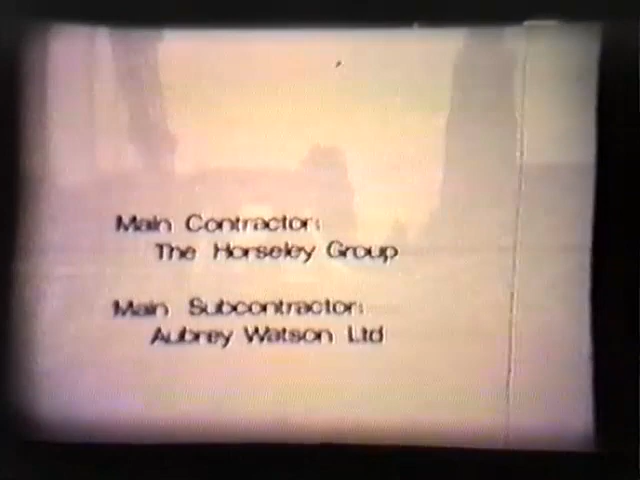 Main Contractor:
The Horseley Group
Main Subcontractor:
Aubrey Watson Ltd